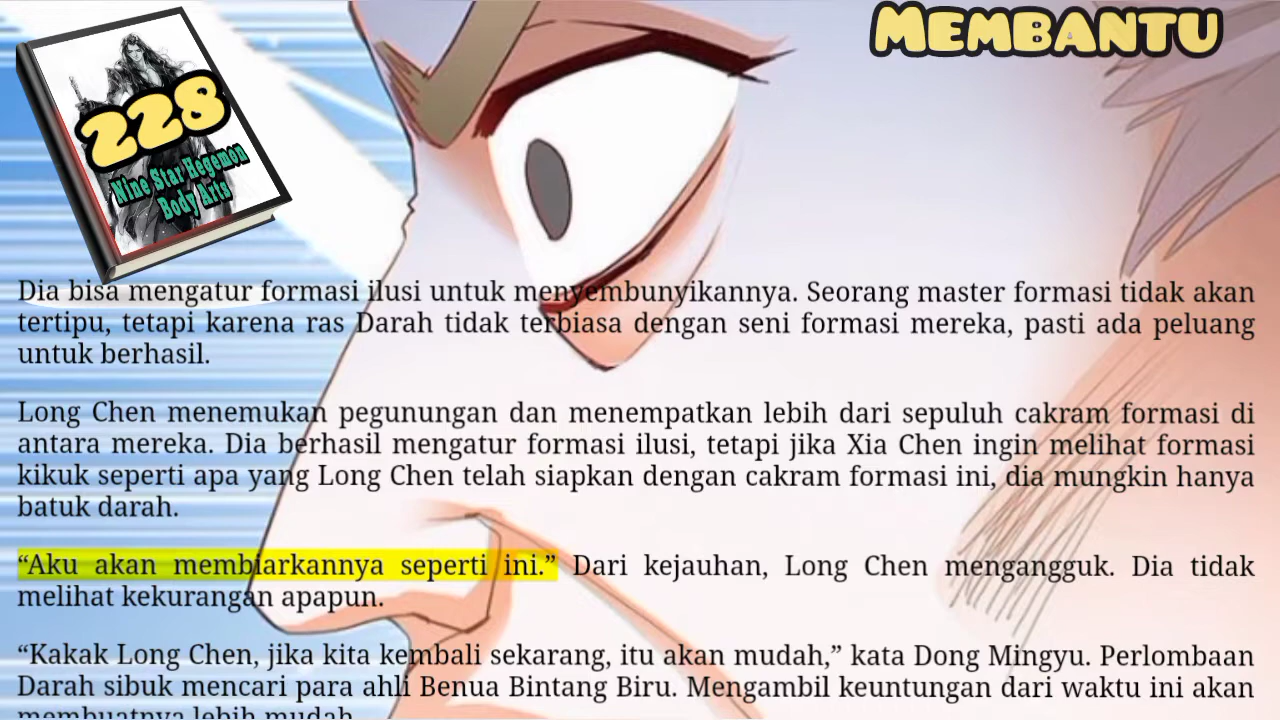 MEMBANTU
228
Nine Star Hegemon
Body Arts
Dia bisa mengatur formasi ilusi untuk menyembunyikannya. Seorang master formasi tidak akan
tertipu, tetapi karena ras Darah tidak terbiasa dengan seni formasi mereka, pasti ada peluang
untuk berhasil.
Long Chen menemukan pegunungan dan menempatkan lebih dari sepuluh cakram formasi di
antara mereka. Dia berhasil mengatur formasi ilusi, tetapi jika Xia Chen ingin melihat formasi
kikuk seperti apa yang Long Chen telah siapkan dengan cakram formasi ini, dia mungkin hanya
batuk darah.
“Aku akan membiarkannya seperti ini.” Dari kejauhan, Long Chen mengangguk. Dia tidak
melihat kekurangan apapun.
“Kakak Long Chen, jika kita kembali sekarang, itu akan mudah,” kata Dong Mingyu. Perlombaan
Darah sibuk mencari para ahli Benua Bintang Biru. Mengambil keuntungan dari waktu ini akan
membuatnya lebih mudah.